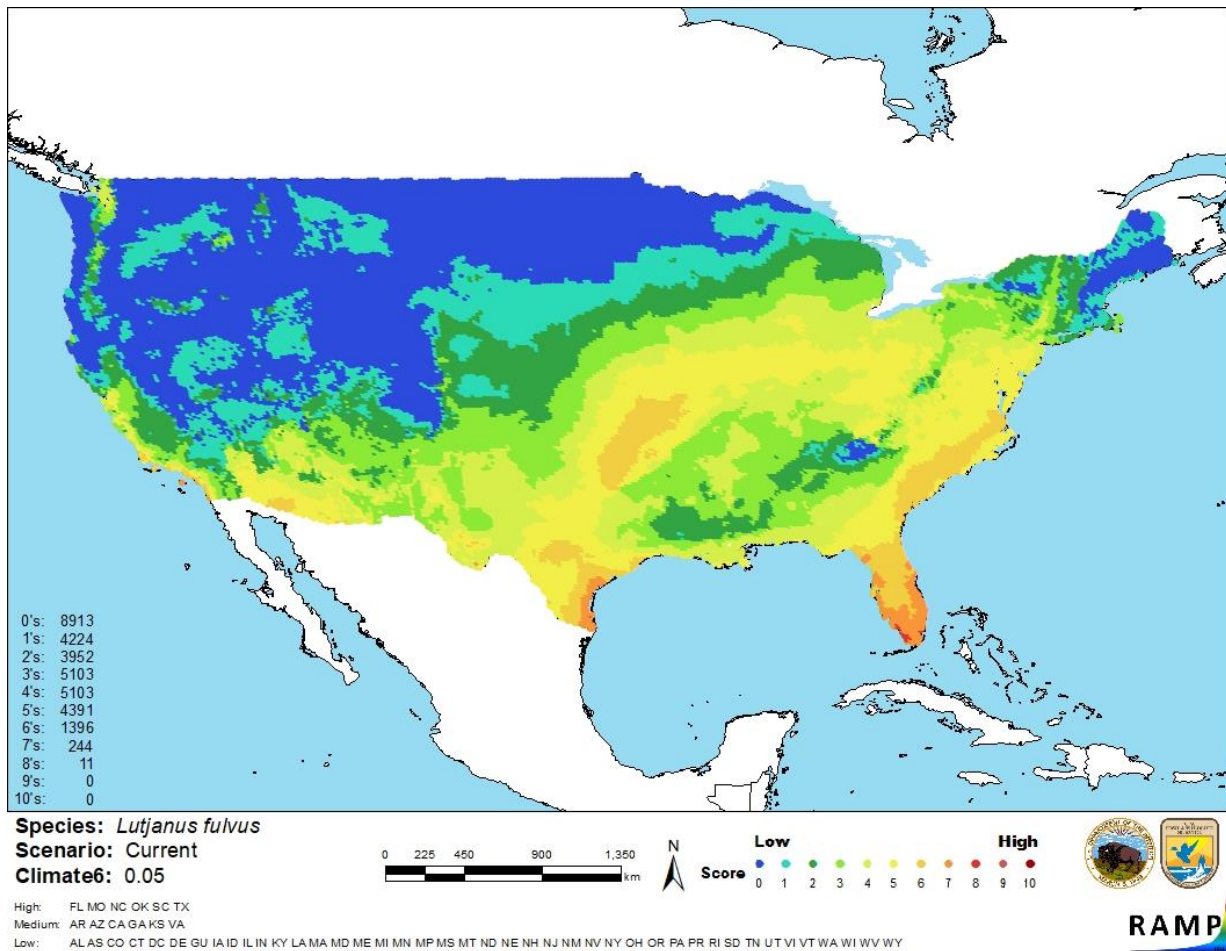 0's: 8913
1's: 4224
2's: 3952
3's: 5103
4's: 5103
5's: 4391
6's: 1396
7's: 244
8's: 11
9's: 0
10's: 0
Species: Lutjanus fulvus
Scenario: Current
Climate6: 0.05
0 225 450 900 1,350
km
N
Low High
Score 0 1 2 3 4 5 6 7 8 9 10
High: FL MO NC OK SC TX
Medium: AR AZ CA GA KS VA
Low: AL AS CO CT DC DE GU IA ID IL IN KY LA MA MD ME MI MN MP MS MT ND NE NH NJ NM NV NY OH OR PA PR RI SD TN UT VI VT WA WI WV WY
RAMP